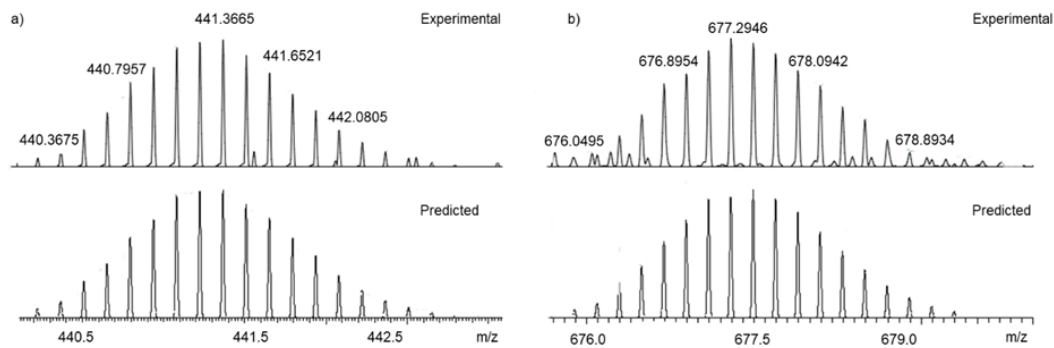 a)
441.3665
Experimental
440.7957
441.6521
440.3675
442.0805
Predicted
440.5
441.5
442.5
m/z
b)
677.2946
Experimental
676.8954
678.0942
676.0495
678.8934
Predicted
676.0
677.5
679.0
m/z